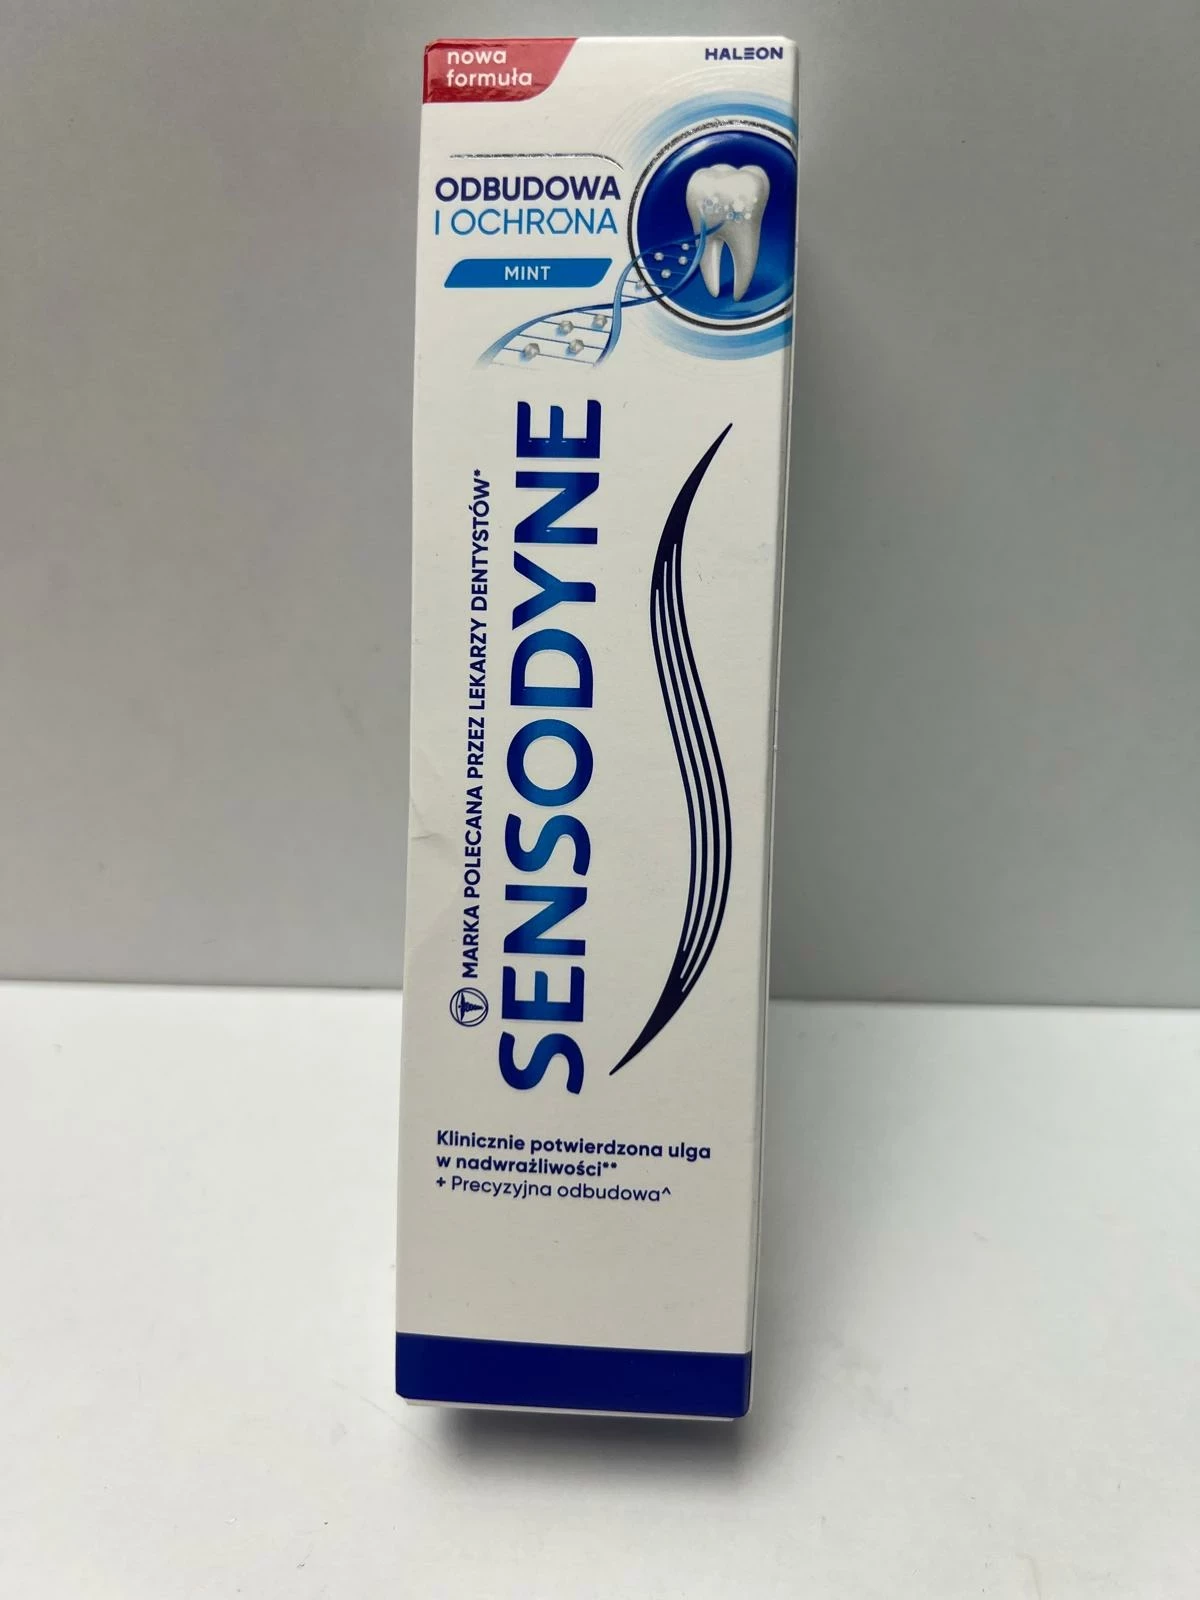 nowa
formuła
HALEON
ODBUDOWA
I OCHRONA
MINT
MARKA POLECANA PRZEZ LEKARZY DENTYSTÓW*
SENSODYNE
Klinicznie potwierdzona ulga
w nadwrażliwości**
+ Precyzyjna odbudowa^